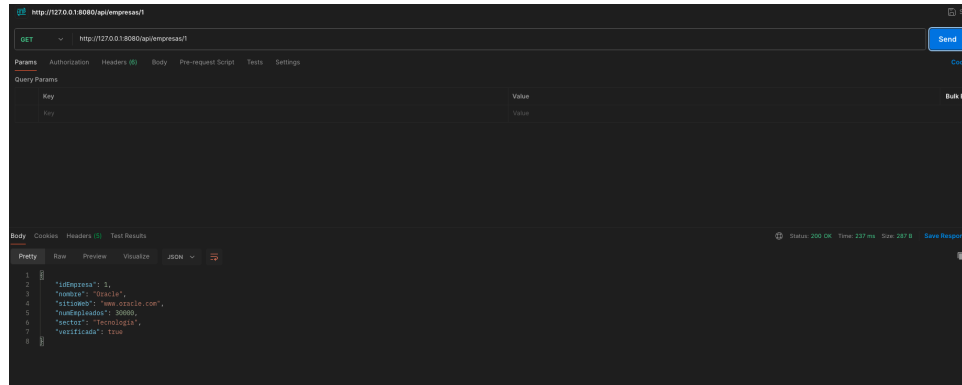 http://127.0.0.1:8080/api/empresas/1
GET http://127.0.0.1:8080/api/empresas/1 Send
Params Authorization Headers (6) Body Pre-request Script Tests Settings
Query Params
Key Value Bulk
Key Value
Body Cookies Headers (5) Test Results Status: 200 OK Time: 237 ms Size: 287 B Save Respon
Pretty Raw Preview Visualize JSON
1 {
2 "idEmpresa": 1,
3 "nombre": "Oracle",
4 "sitioWeb": "www.oracle.com",
5 "numEmpleados": 30000,
6 "sector": "Tecnologia",
7 "verificada": true
8 }